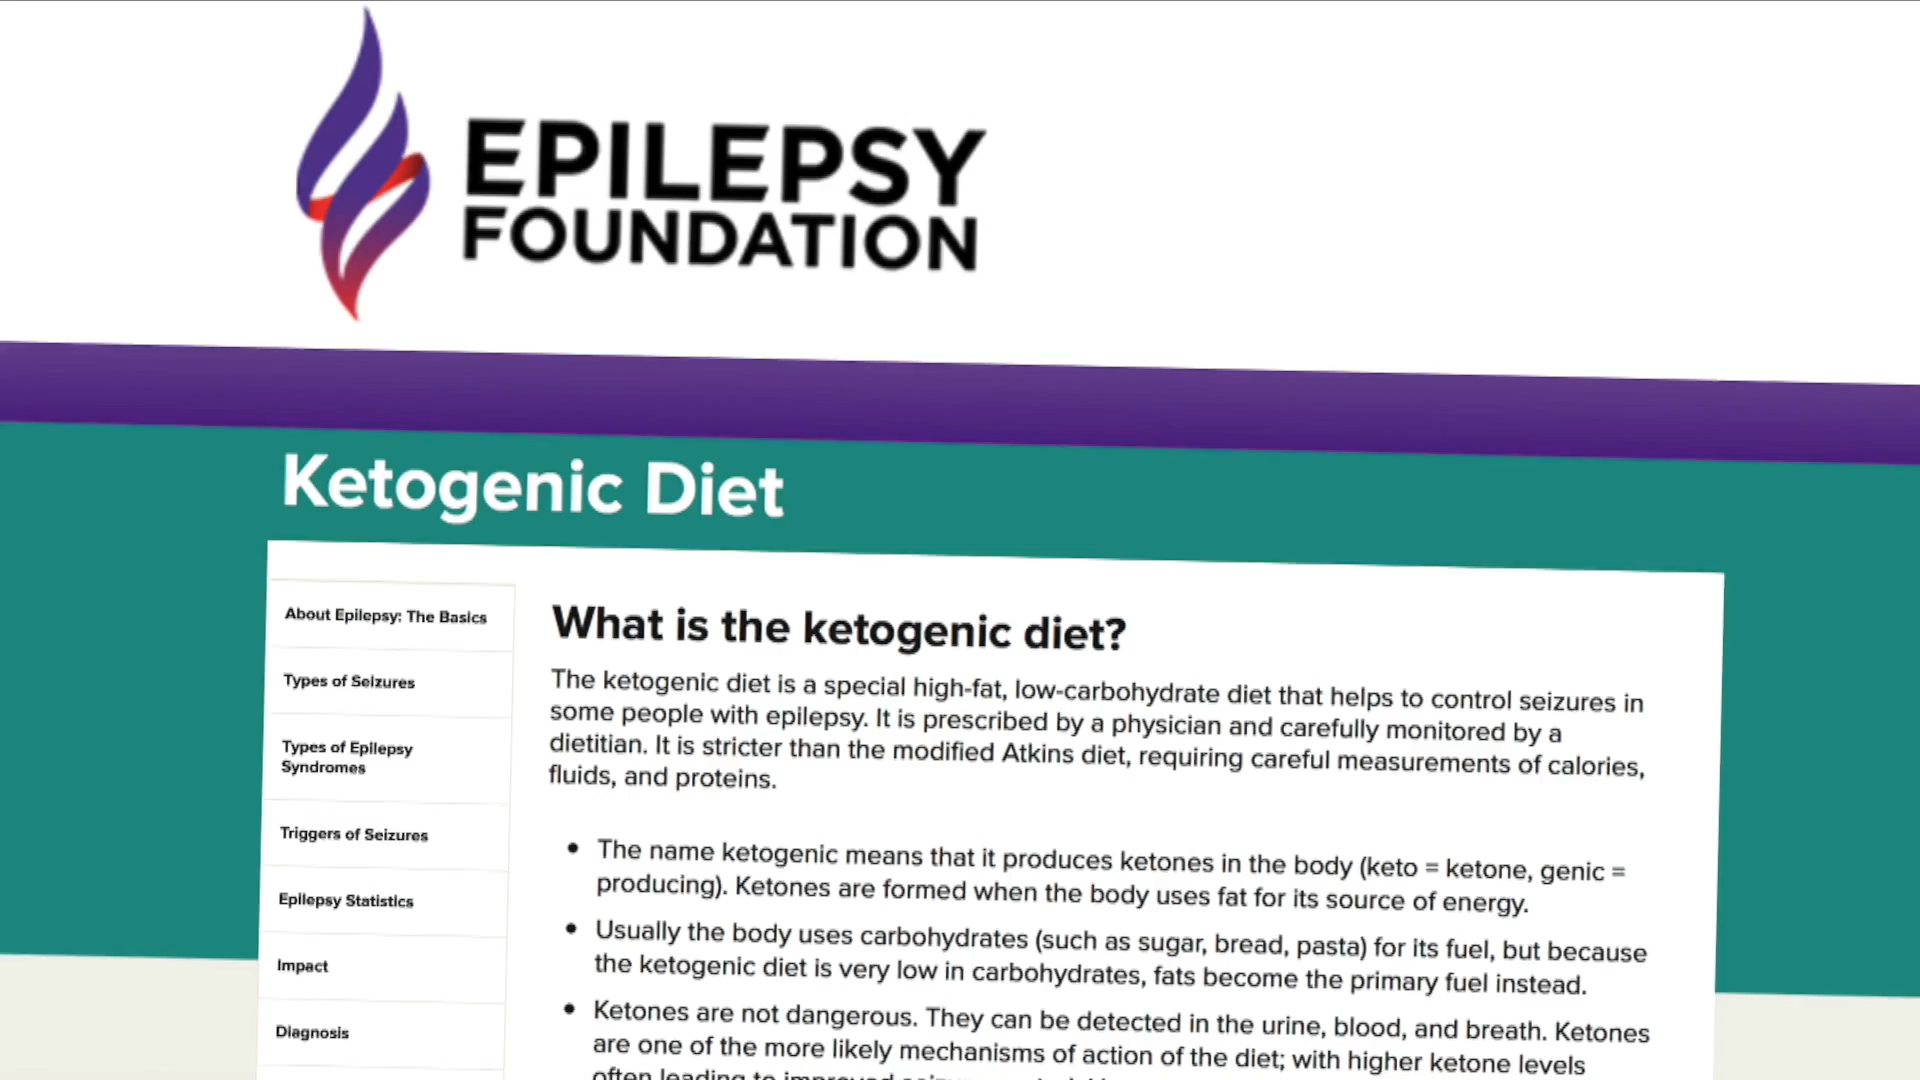 EPILEPSY
FOUNDATION
Ketogenic Diet
About Epilepsy: The Basics
Types of Seizures
Types of Epilepsy
Syndromes
Triggers of Seizures
Epilepsy Statistics
Impact
Diagnosis
What is the ketogenic diet?
The ketogenic diet is a special high-fat, low-carbohydrate diet that helps to control seizures in
some people with epilepsy. It is prescribed by a physician and carefully monitored by a
dietitian. It is stricter than the modified Atkins diet, requiring careful measurements of calories,
fluids, and proteins.
• The name ketogenic means that it produces ketones in the body (keto = ketone, genic =
producing). Ketones are formed when the body uses fat for its source of energy.
• Usually the body uses carbohydrates (such as sugar, bread, pasta) for its fuel, but because
the ketogenic diet is very low in carbohydrates, fats become the primary fuel instead.
• Ketones are not dangerous. They can be detected in the urine, blood, and breath. Ketones
are one of the more likely mechanisms of action of the diet; with higher ketone levels
often leading to improved